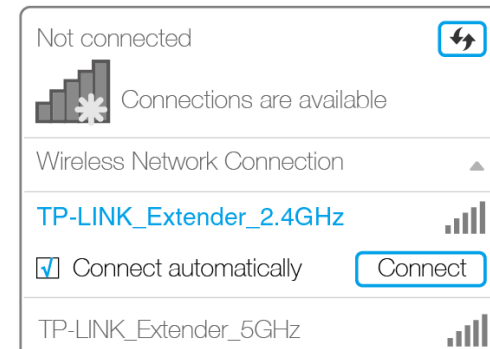 Not connected
Connections are available
Wireless Network Connection
TP-LINK_Extender_2.4GHz
Connect automatically Connect
TP-LINK_Extender_5GHz